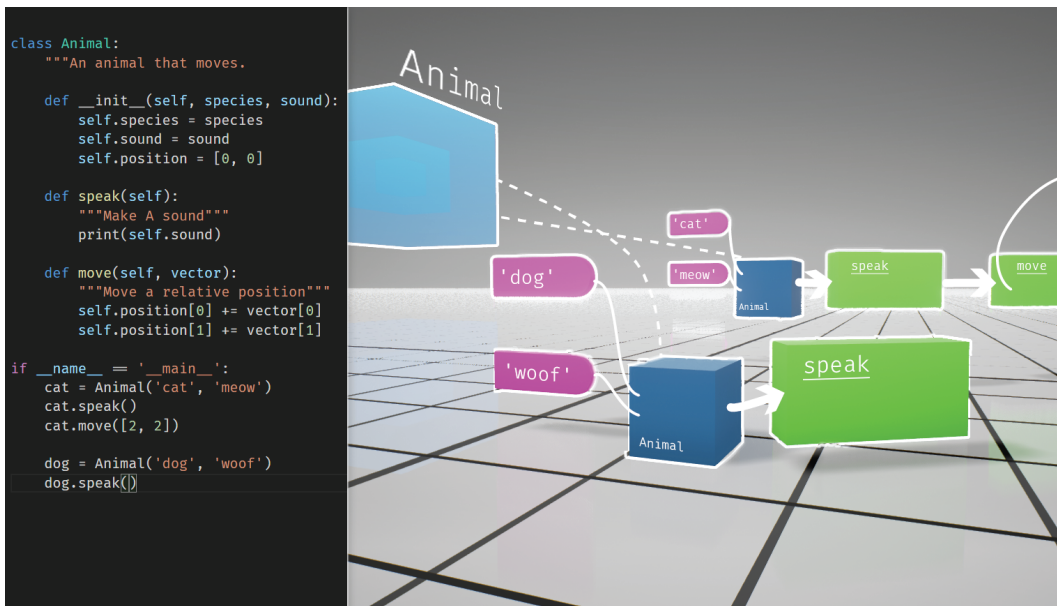 class Animal:
    """An animal that moves.
    def __init__(self, species, sound):
        self.species = species
        self.sound = sound
        self.position = [0, 0]
    def speak(self):
        """Make A sound"""
        print(self.sound)
    def move(self, vector):
        """Move a relative position"""
        self.position[0] += vector[0]
        self.position[1] += vector[1]
if __name__ == '__main__':
    cat = Animal('cat', 'meow')
    cat.speak()
    cat.move([2, 2])
    dog = Animal('dog', 'woof')
    dog.speak()
Animal
'cat'
'meow'
Animal
speak
move
'dog'
'woof'
Animal
speak